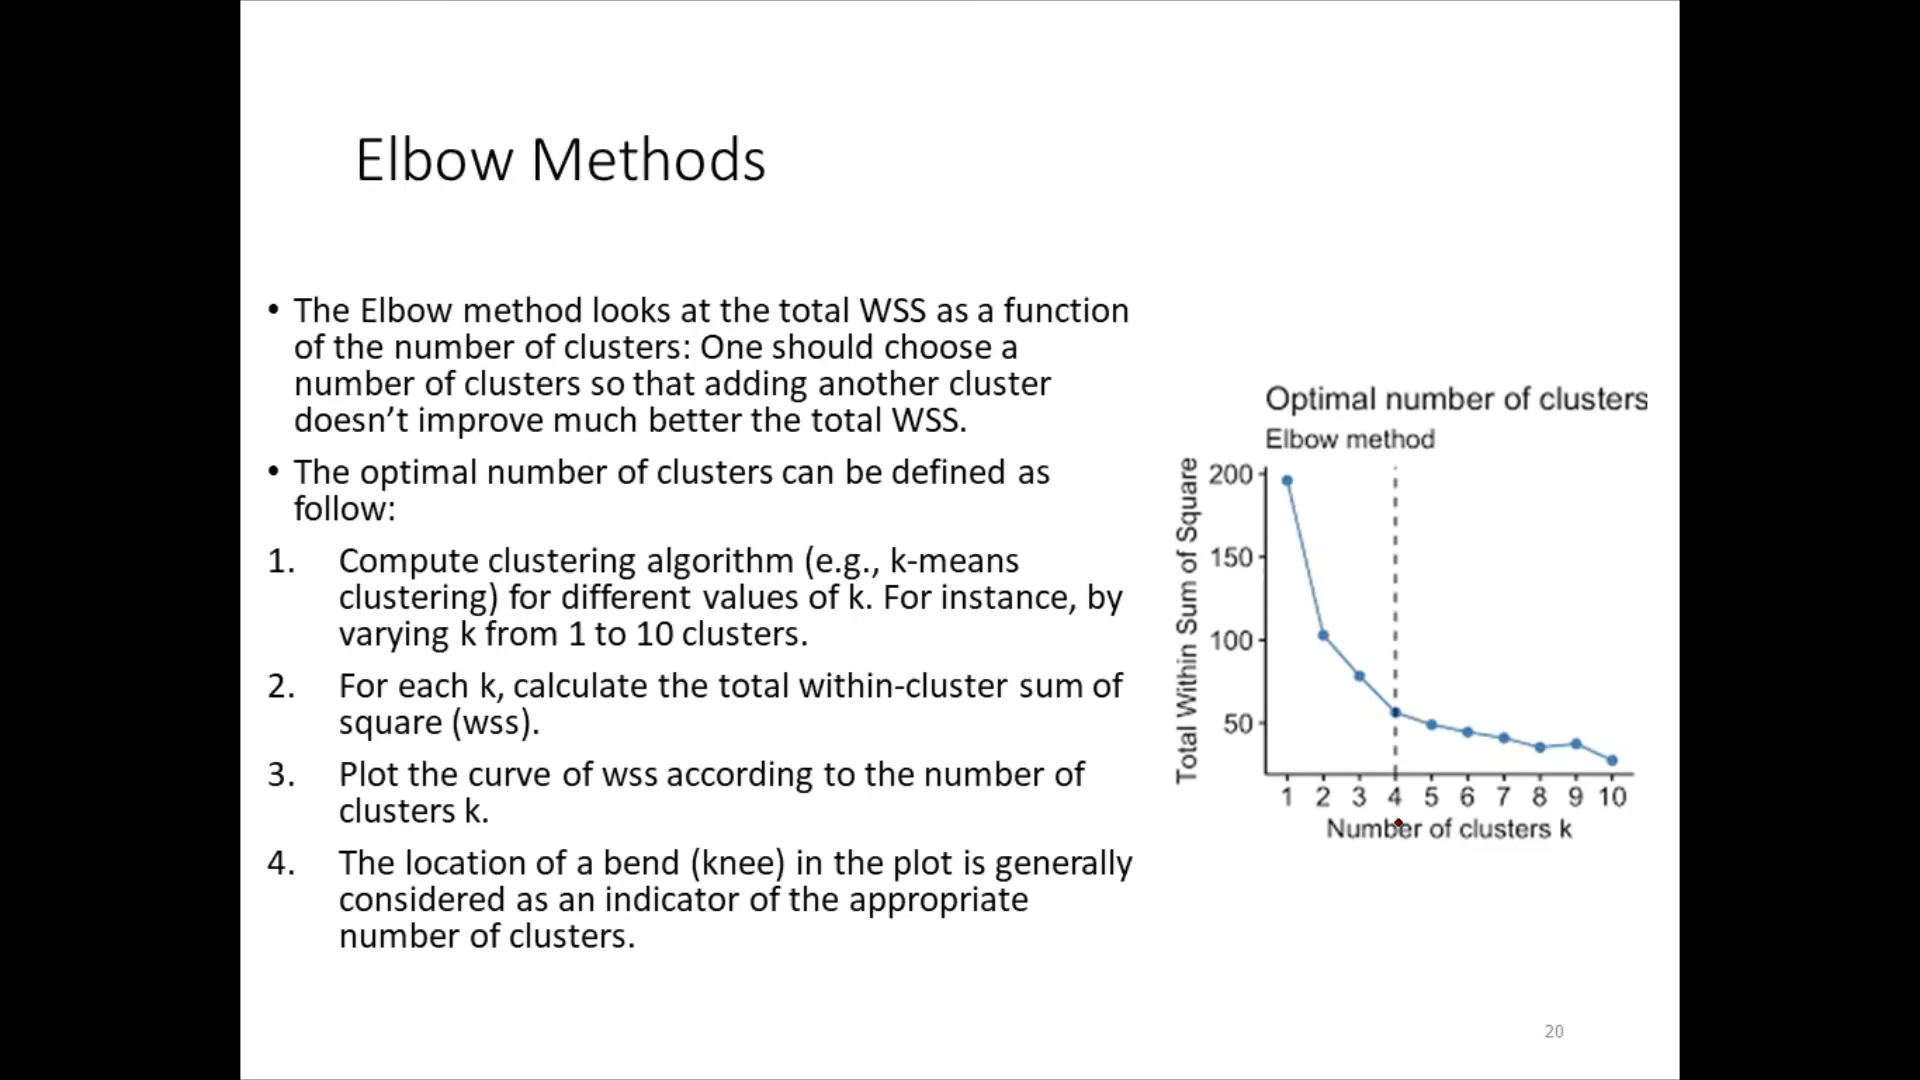 Elbow Methods
• The Elbow method looks at the total WSS as a function
of the number of clusters: One should choose a
number of clusters so that adding another cluster
doesn’t improve much better the total WSS.
• The optimal number of clusters can be defined as
follow:
1. Compute clustering algorithm (e.g., k-means
clustering) for different values of k. For instance, by
varying k from 1 to 10 clusters.
2. For each k, calculate the total within-cluster sum of
square (wss).
3. Plot the curve of wss according to the number of
clusters k.
4. The location of a bend (knee) in the plot is generally
considered as an indicator of the appropriate
number of clusters.
Optimal number of clusters
Elbow method
Total Within Sum of Square
200
150
100
50
1 2 3 4 5 6 7 8 9 10
Number of clusters k
20